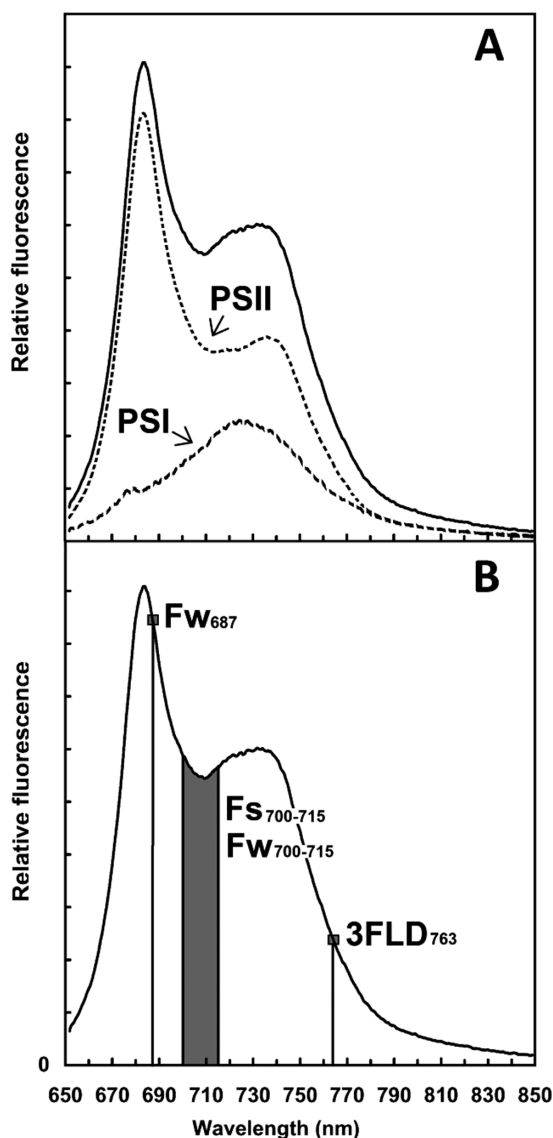 A
Relative fluorescence
PSII
PSI
B
Fw687
Relative fluorescence
Fs700-715
Fw700-715
3FLD763
0
650 670 690 710 730 750 770 790 810 830 850
Wavelength (nm)